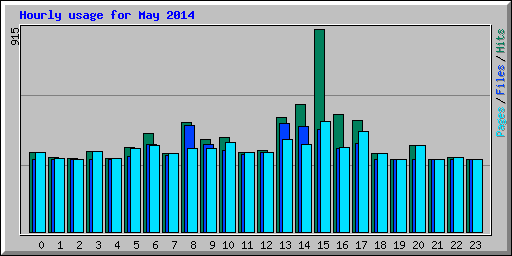 Hourly usage for May 2014
915
Pages/Files/Hits
0 1 2 3 4 5 6 7 8 9 10 11 12 13 14 15 16 17 18 19 20 21 22 23